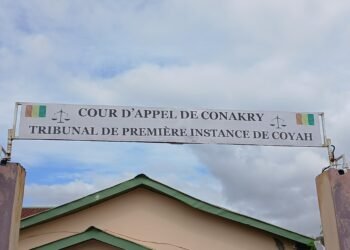 COUR D'APPEL DE CONAKRY
TRIBUNAL DE PREMIÈRE INSTANCE DE COYAH